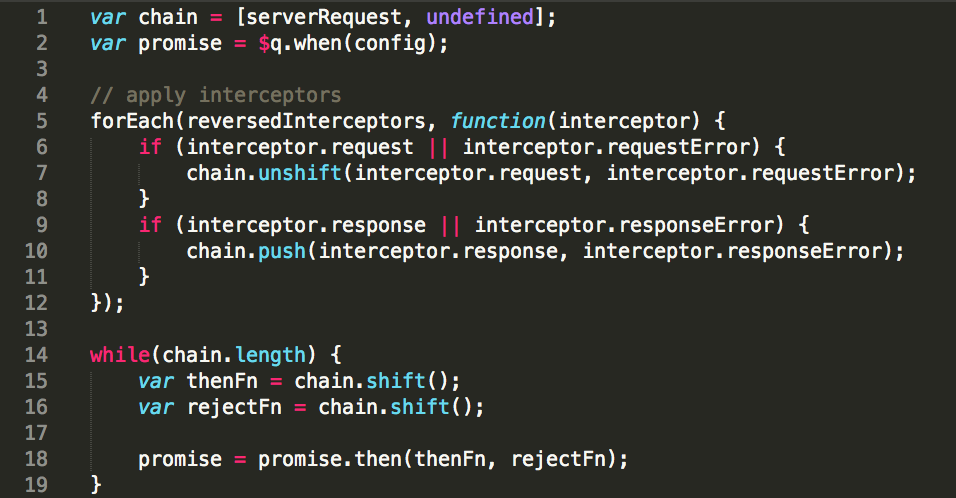 1 var chain = [serverRequest, undefined];
2 var promise = $q.when(config);
3
4 // apply interceptors
5 forEach(reversedInterceptors, function(interceptor) {
6 if (interceptor.request || interceptor.requestError) {
7 chain.unshift(interceptor.request, interceptor.requestError);
8 }
9 if (interceptor.response || interceptor.responseError) {
10 chain.push(interceptor.response, interceptor.responseError);
11 }
12 });
13
14 while(chain.length) {
15 var thenFn = chain.shift();
16 var rejectFn = chain.shift();
17
18 promise = promise.then(thenFn, rejectFn);
19 }